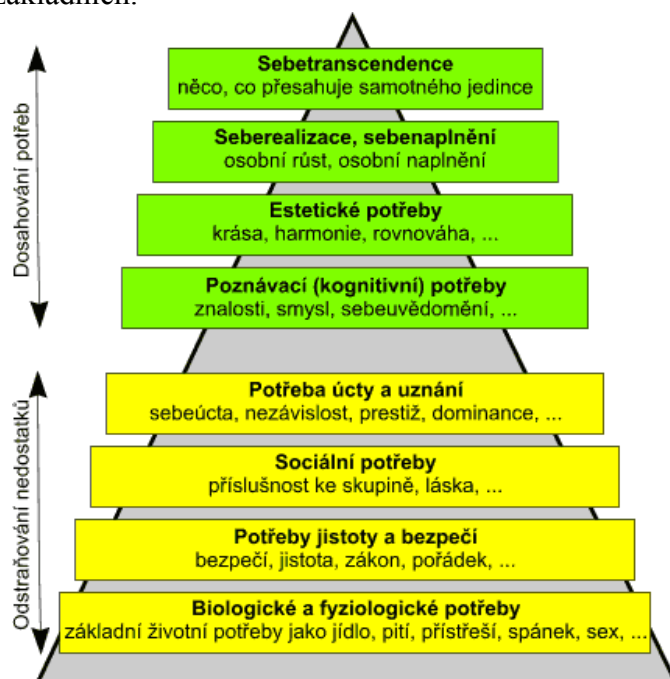 základních.
Sebetranscendence
něco, co přesahuje samotného jedince
Seberealizace, sebenaplnění
osobní růst, osobní naplnění
Estetické potřeby
krása, harmonie, rovnováha, ...
Poznávací (kognitivní) potřeby
znalosti, smysl, sebeuvědomění, ...
Dosahování potřeb
Potřeba úcty a uznání
sebeúcta, nezávislost, prestiž, dominance, ...
Sociální potřeby
příslušnost ke skupině, láska, ...
Potřeby jistoty a bezpečí
bezpečí, jistota, zákon, pořádek, ...
Biologické a fyziologické potřeby
základní životní potřeby jako jídlo, pití, přístřeší, spánek, sex, ...
Odstraňování nedostatků